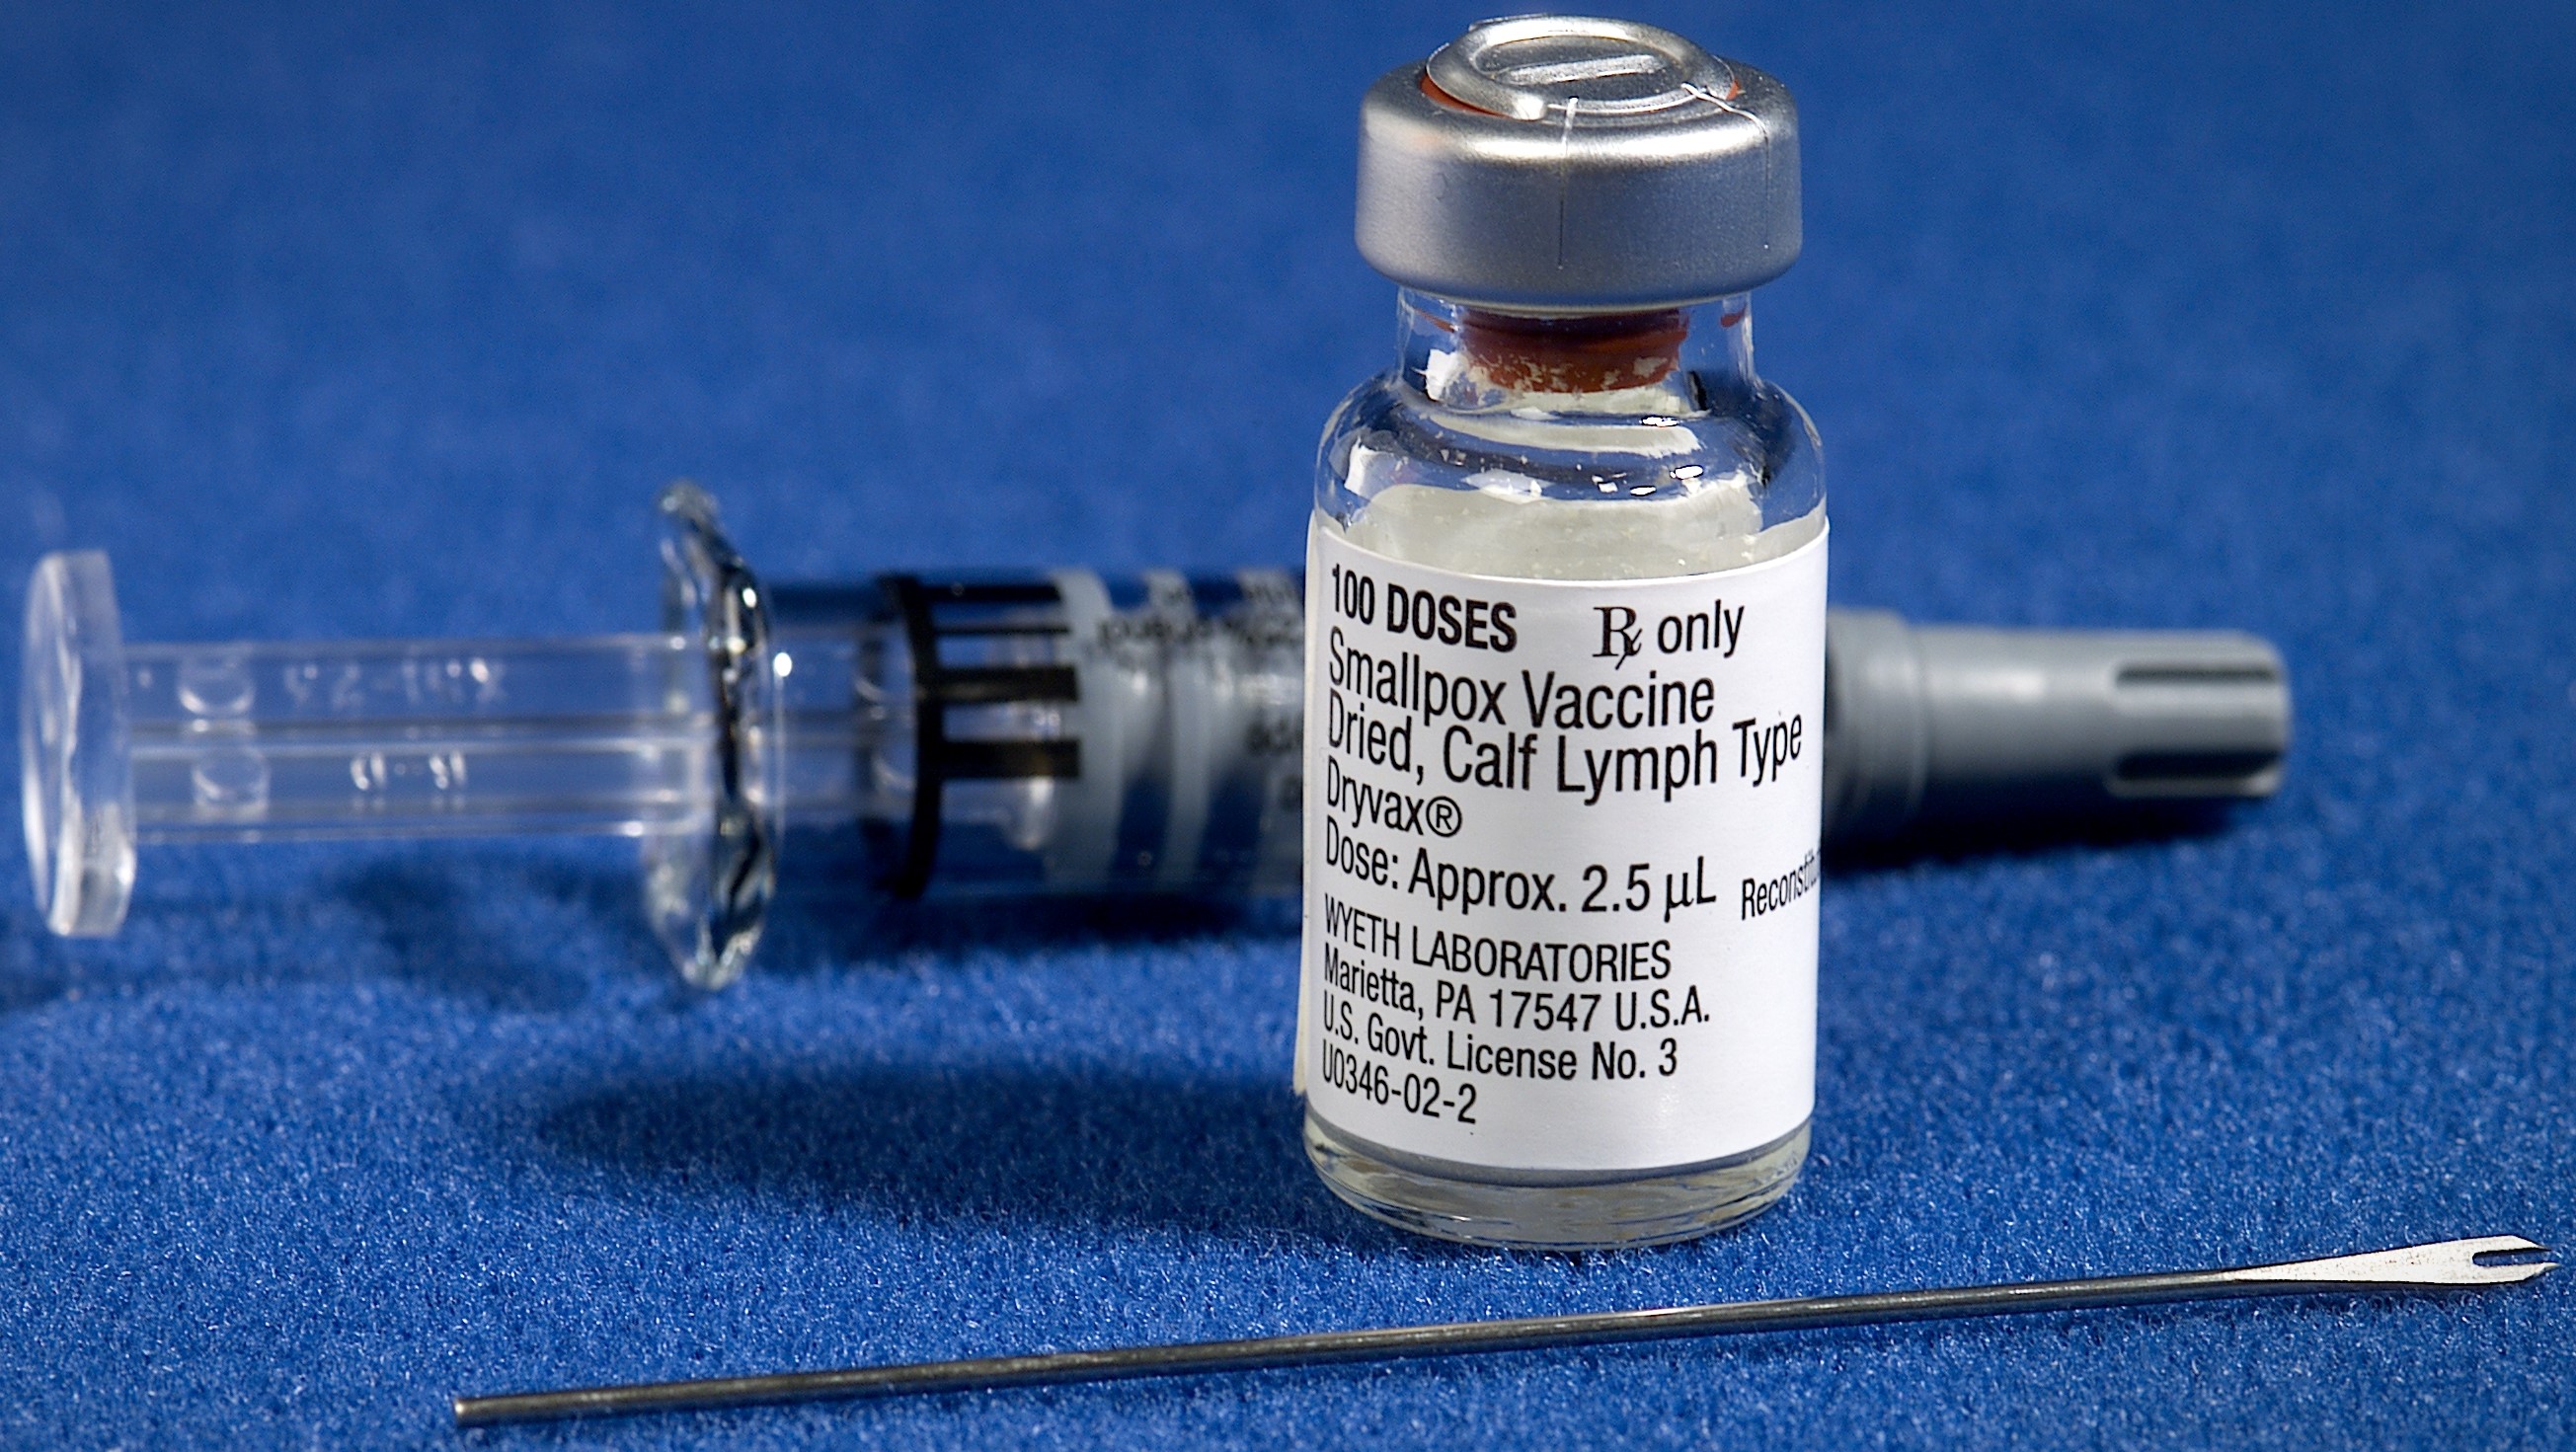 100 DOSES ℞ only
Smallpox Vaccine
Dried, Calf Lymph Type
Dryvax®
Dose: Approx. 2.5 µL
WYETH LABORATORIES
Marietta, PA 17547 U.S.A.
U.S. Govt. License No. 3
U0346-02-2